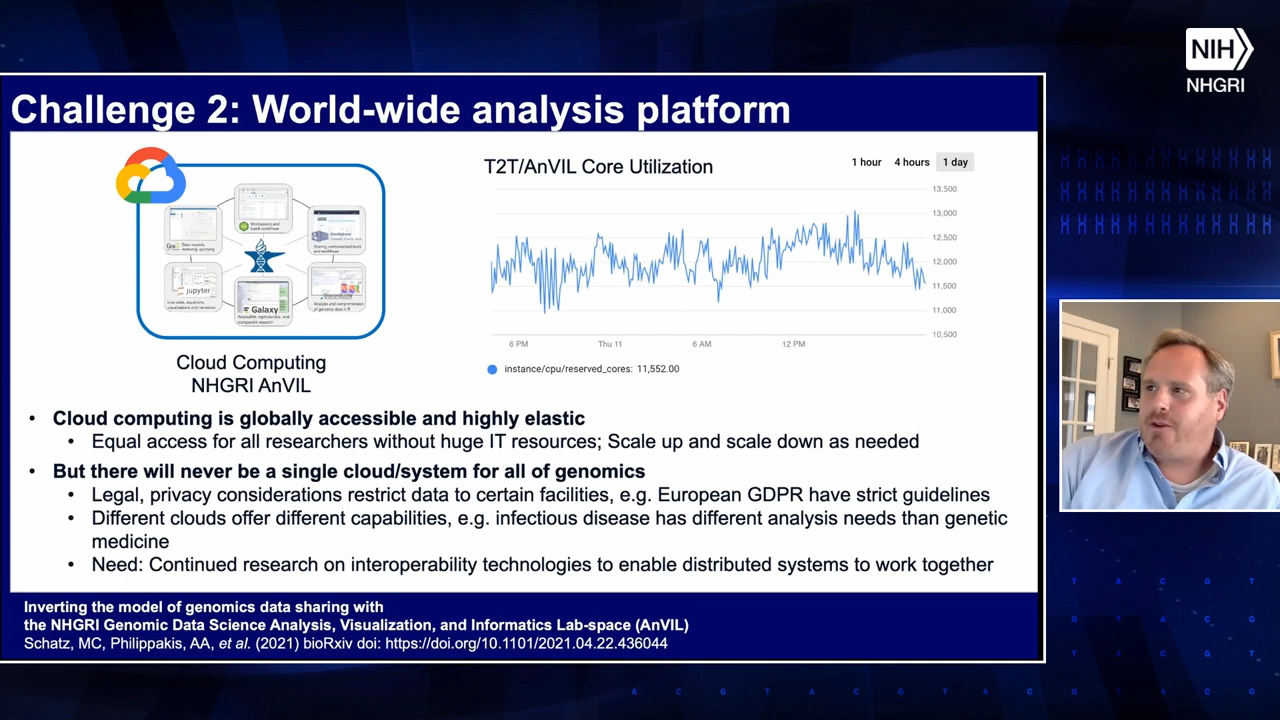 NIH
NHGRI
Challenge 2: World-wide analysis platform
T2T/AnVIL Core Utilization
1 hour 4 hours 1 day
13,500
13,000
12,500
12,000
11,500
11,000
10,500
6 PM Thu 11 6 AM 12 PM
instance/cpu/reserved_cores: 11,552.00
Workspaces and
batch workflows
Data
jupyter
Galaxy
Cloud Computing
NHGRI AnVIL
• Cloud computing is globally accessible and highly elastic
• Equal access for all researchers without huge IT resources; Scale up and scale down as needed
• But there will never be a single cloud/system for all of genomics
• Legal, privacy considerations restrict data to certain facilities, e.g. European GDPR have strict guidelines
• Different clouds offer different capabilities, e.g. infectious disease has different analysis needs than genetic
medicine
• Need: Continued research on interoperability technologies to enable distributed systems to work together
Inverting the model of genomics data sharing with
the NHGRI Genomic Data Science Analysis, Visualization, and Informatics Lab-space (AnVIL)
Schatz, MC, Philippakis, AA, et al. (2021) bioRxiv doi: https://doi.org/10.1101/2021.04.22.436044
T A C G T
T A C G
T A C G T
T A C G
A C G T A C G T A C G T A C G T